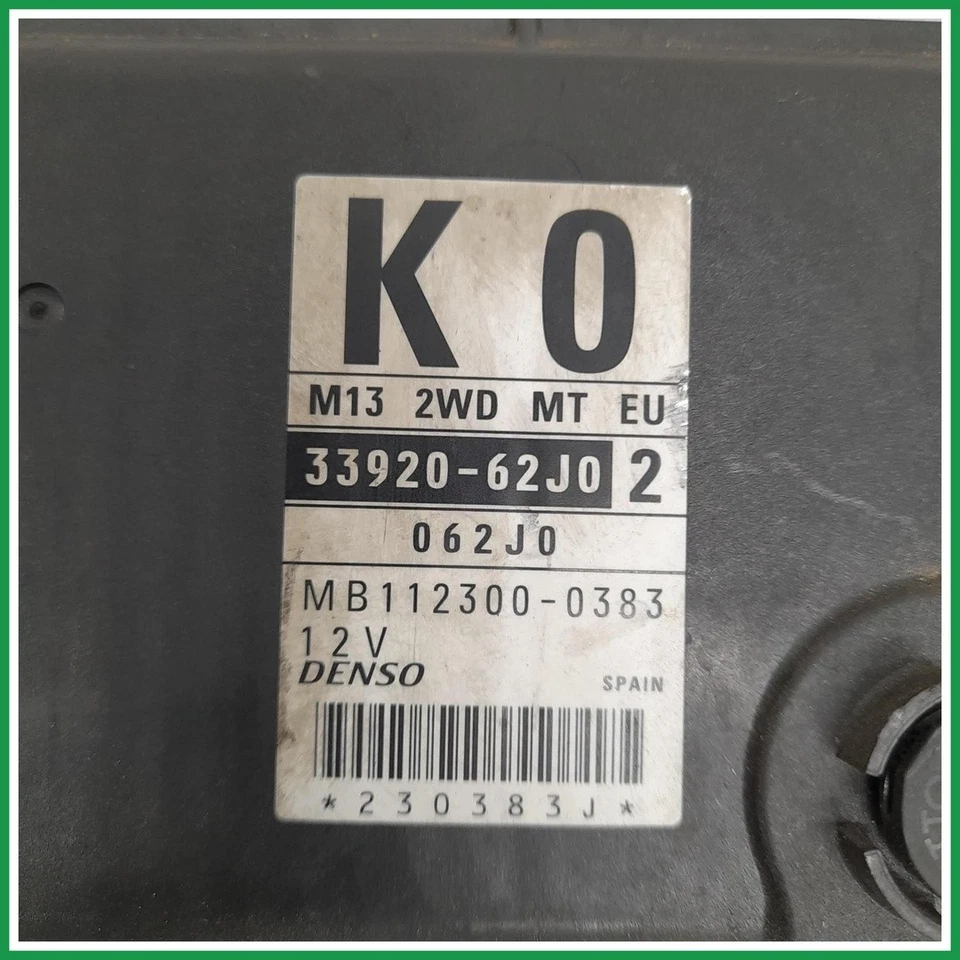 K 0
M13 2WD MT EU
33920-62J0 2
062J0
MB112300-0383
12V
DENSO
SPAIN
*230383J*